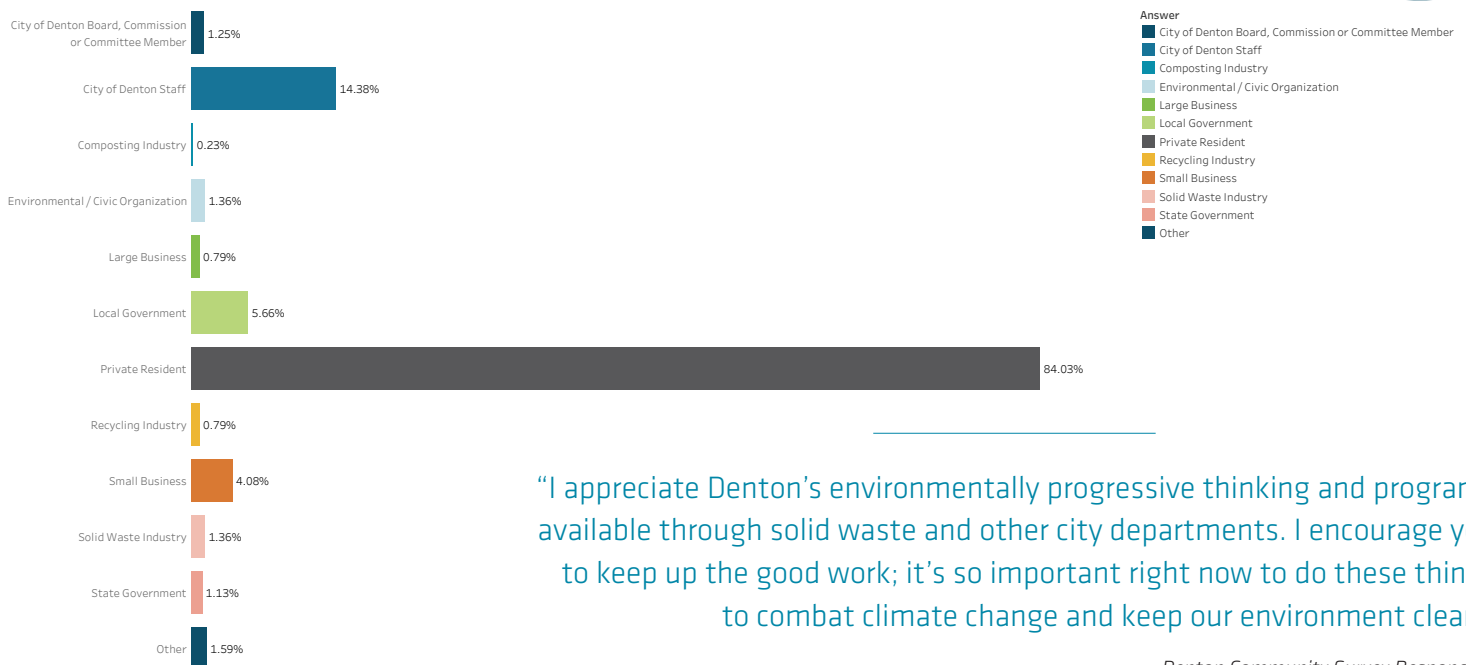 City of Denton Board, Commission
or Committee Member
1.25%
City of Denton Staff
14.38%
Composting Industry
0.23%
Environmental / Civic Organization
1.36%
Large Business
0.79%
Local Government
5.66%
Private Resident
84.03%
Recycling Industry
0.79%
Small Business
4.08%
Solid Waste Industry
1.36%
State Government
1.13%
Other
1.59%
Answer
City of Denton Board, Commission or Committee Member
City of Denton Staff
Composting Industry
Environmental / Civic Organization
Large Business
Local Government
Private Resident
Recycling Industry
Small Business
Solid Waste Industry
State Government
Other
“I appreciate Denton’s environmentally progressive thinking and
available through solid waste and other city departments. I encourage
to keep up the good work; it’s so important right now to do these
to combat climate change and keep our environment
Denton Community Survey